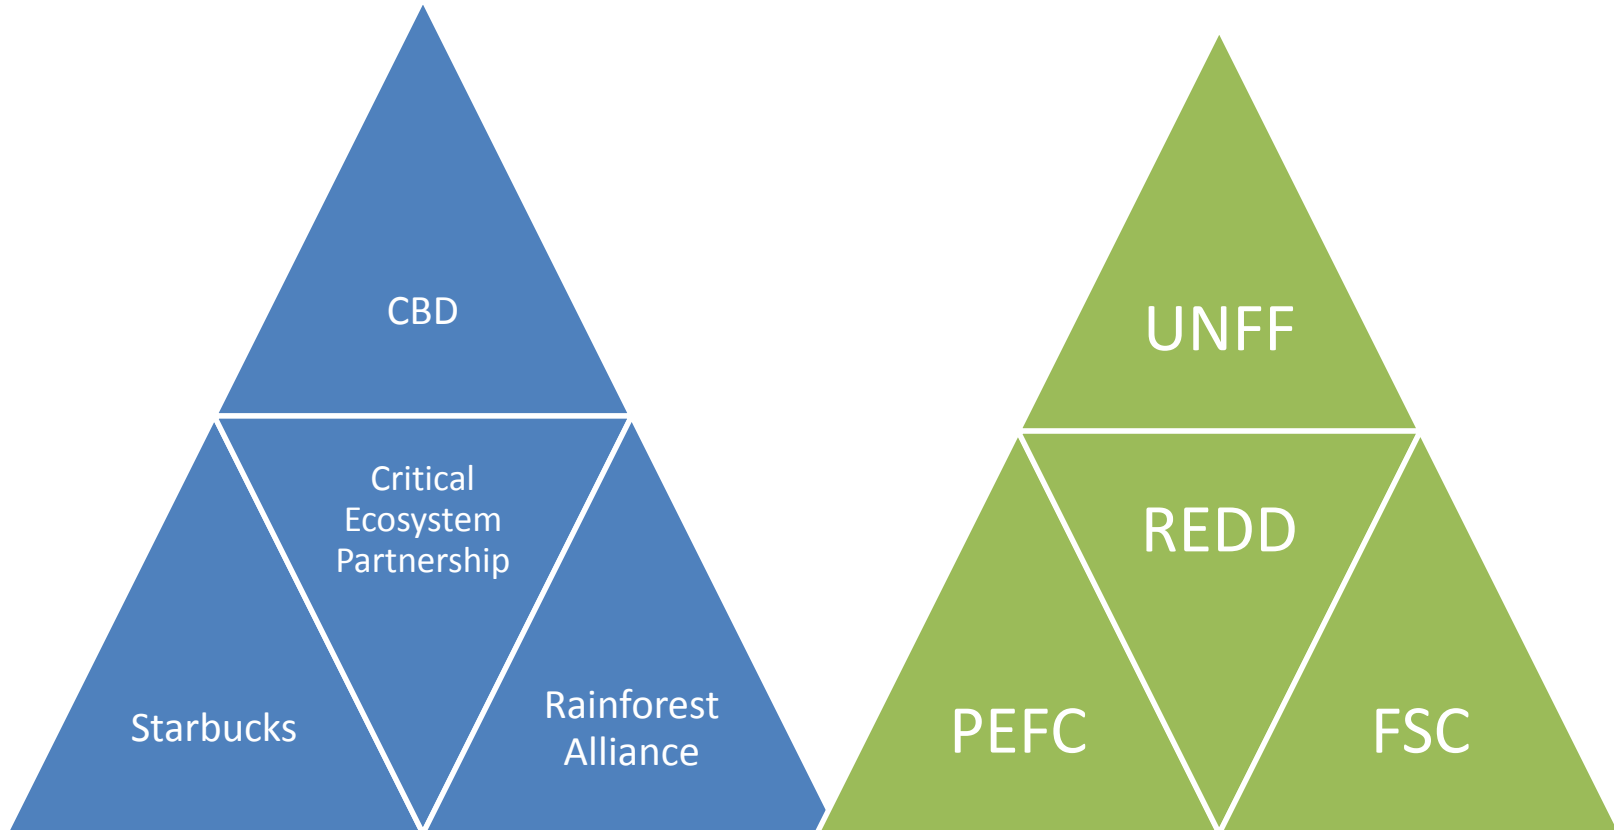 CBD
Critical
Ecosystem
Partnership
Starbucks
Rainforest
Alliance
UNFF
REDD
PEFC
FSC